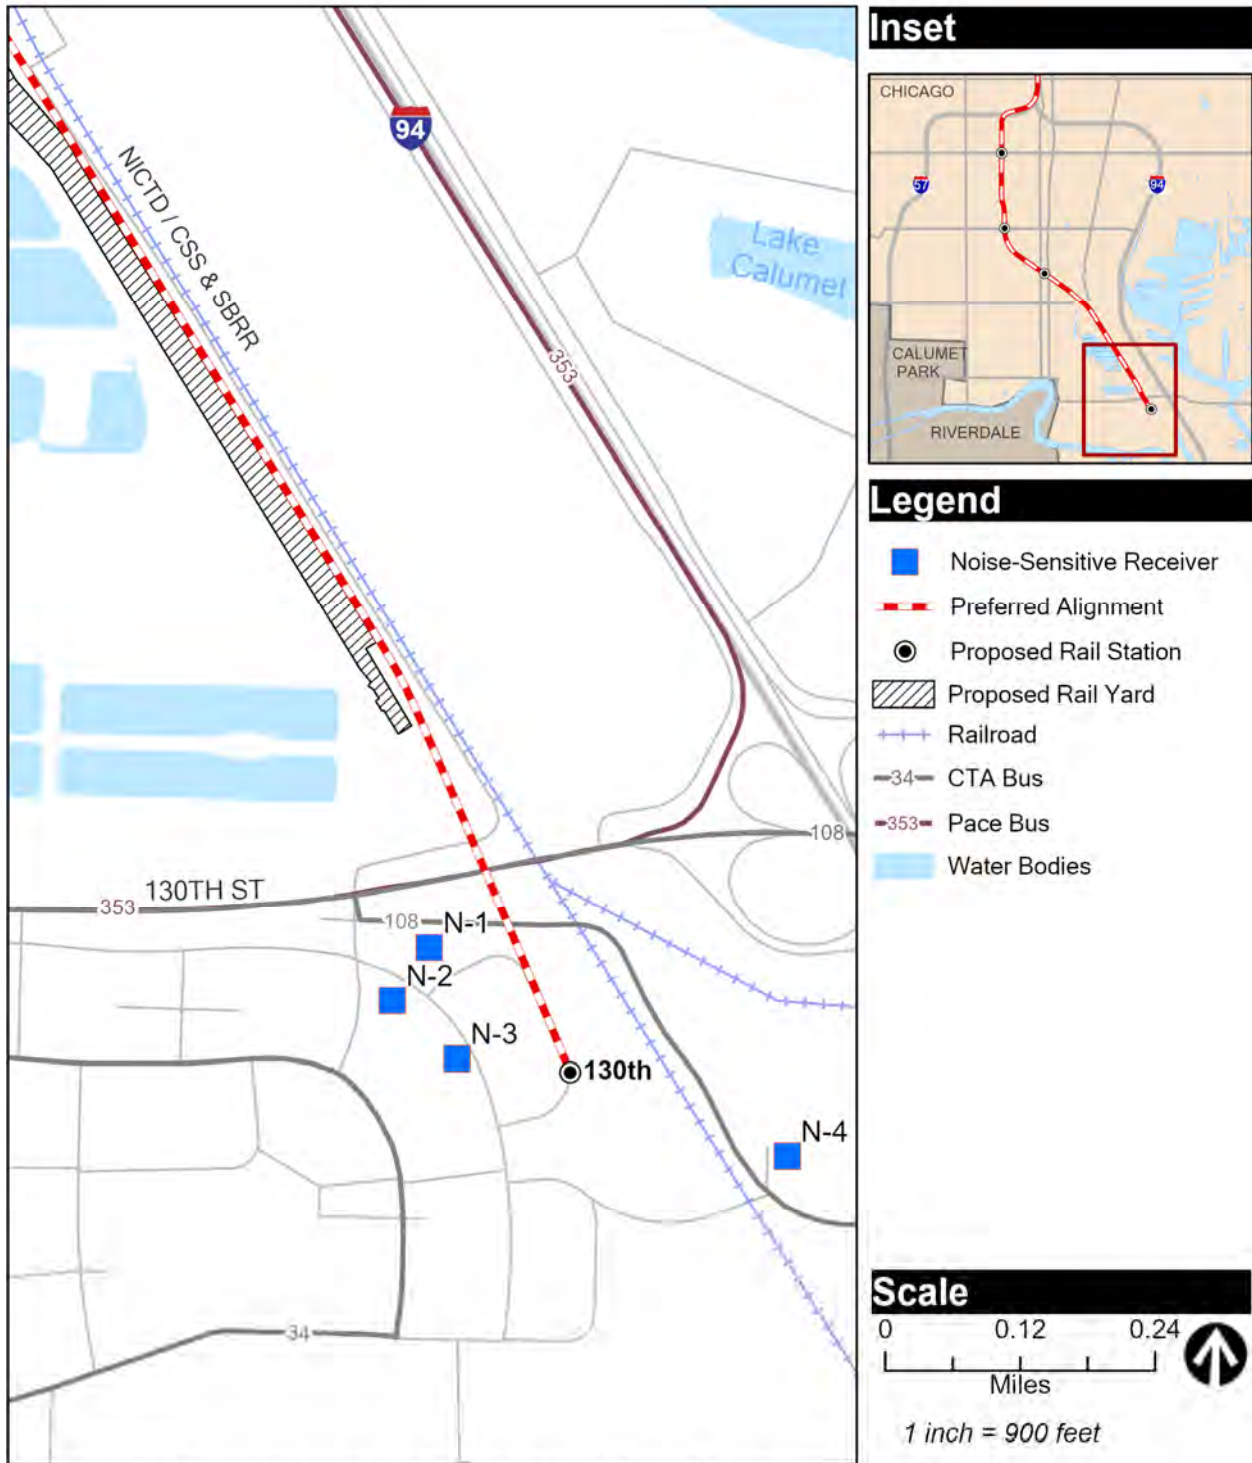 94
NICTD / CSS & SBRR
Lake
Calumet
353
108
130TH ST
353
108
N-1
N-2
N-3
130th
N-4
34
Inset
CHICAGO
57
94
CALUMET
PARK
RIVERDALE
Legend
Noise-Sensitive Receiver
Preferred Alignment
Proposed Rail Station
Proposed Rail Yard
Railroad
34 CTA Bus
353 Pace Bus
Water Bodies
Scale
0 0.12 0.24
Miles
1 inch = 900 feet